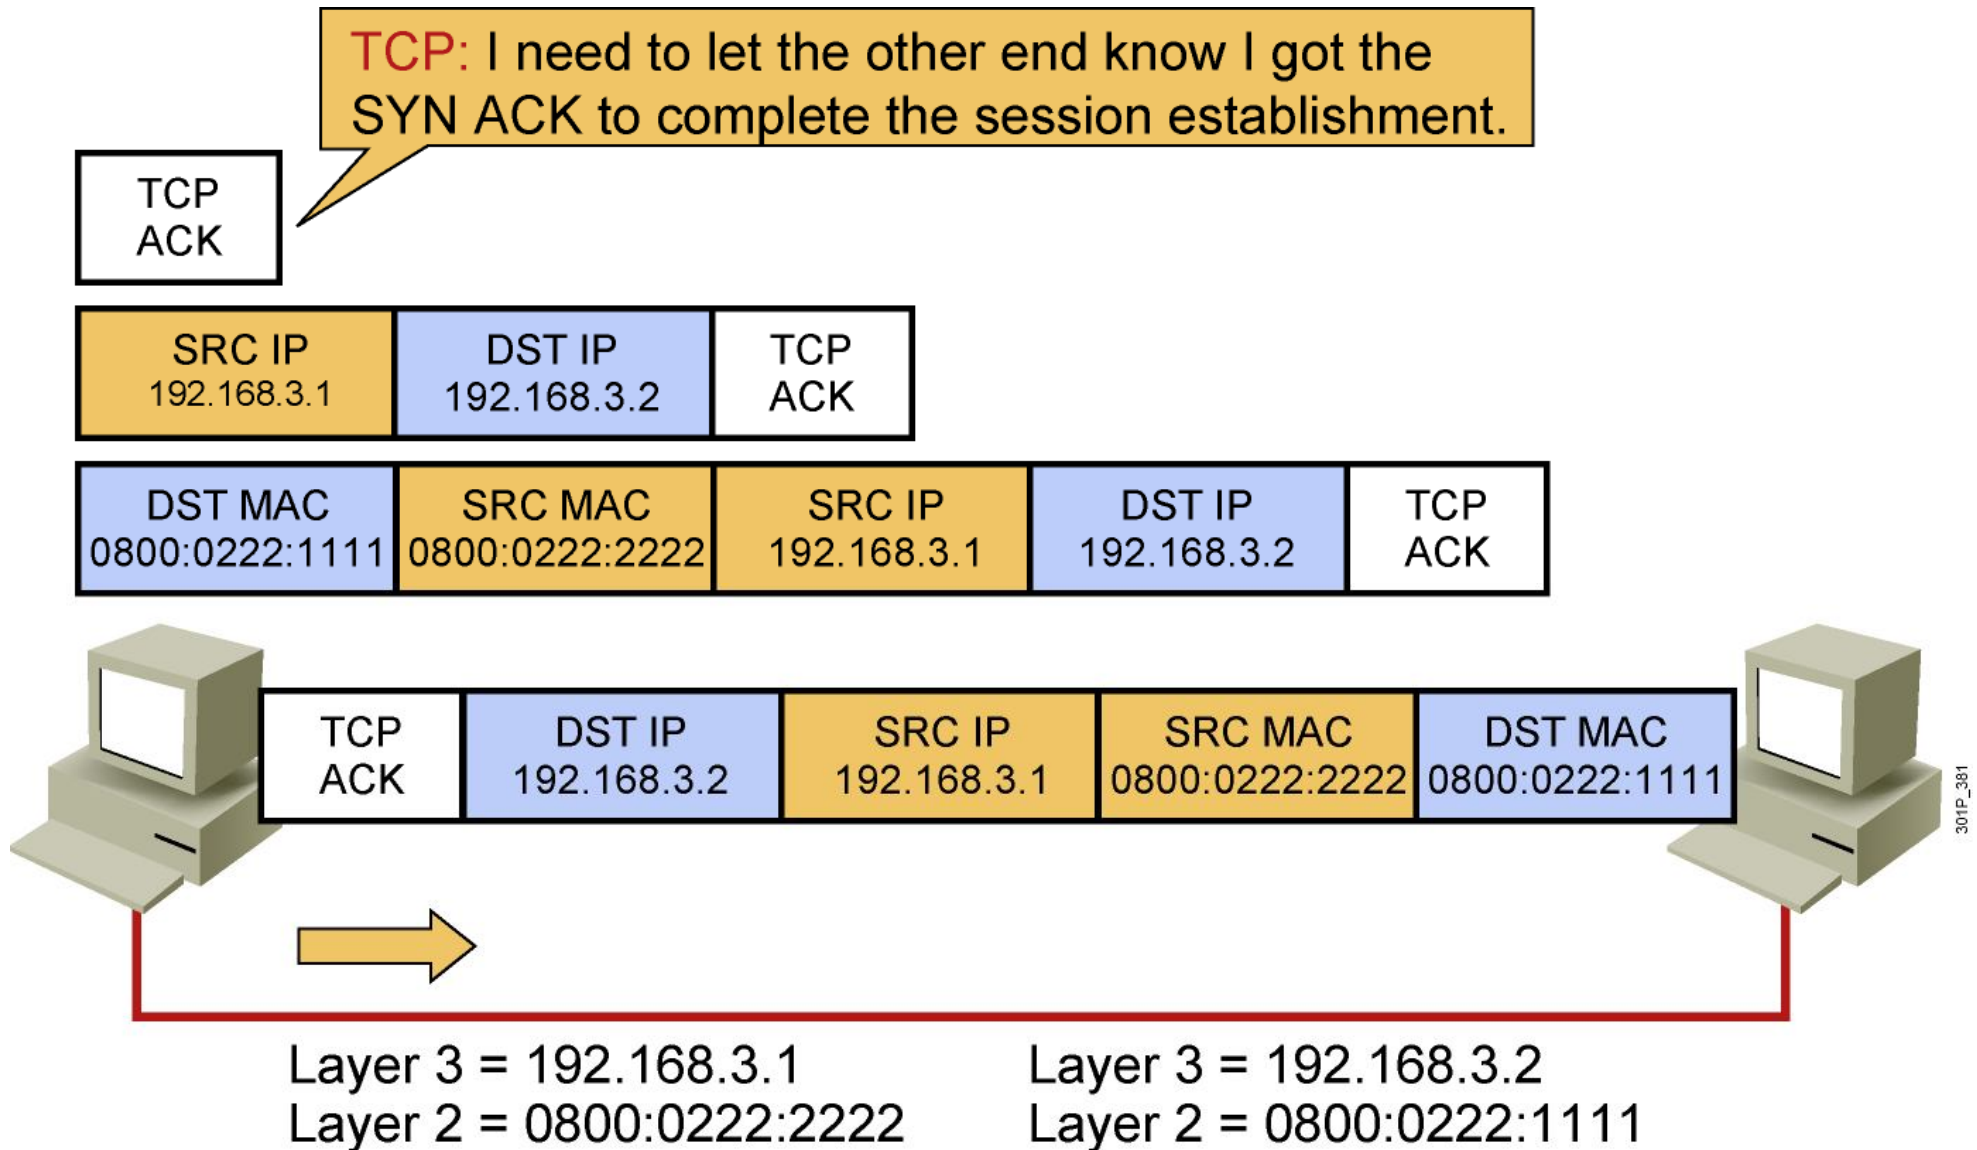 TCP: I need to let the other end know I got the
SYN ACK to complete the session establishment.
TCP
ACK
SRC IP
192.168.3.1
DST IP
192.168.3.2
TCP
ACK
DST MAC
0800:0222:1111
SRC MAC
0800:0222:2222
SRC IP
192.168.3.1
DST IP
192.168.3.2
TCP
ACK
TCP
ACK
DST IP
192.168.3.2
SRC IP
192.168.3.1
SRC MAC
0800:0222:2222
DST MAC
0800:0222:1111
301P_381
Layer 3 = 192.168.3.1
Layer 2 = 0800:0222:2222
Layer 3 = 192.168.3.2
Layer 2 = 0800:0222:1111